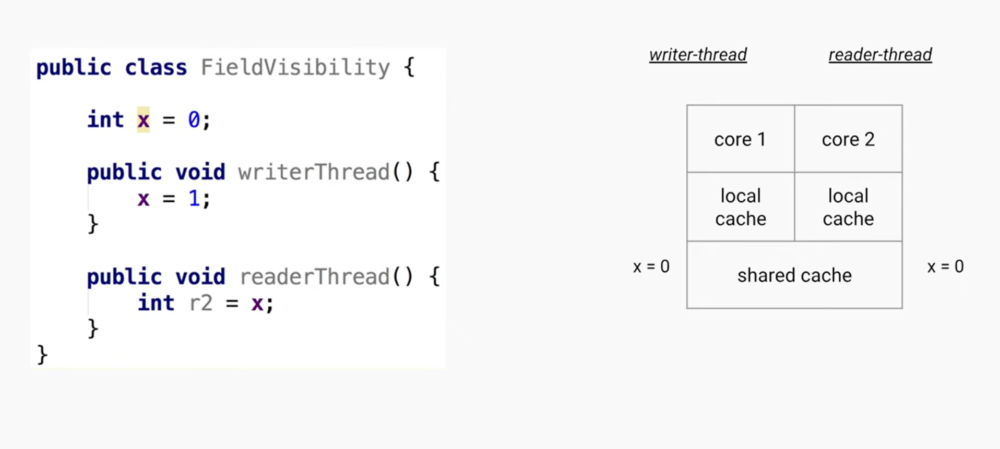 public class FieldVisibility {
int x = 0;
public void writerThread() {
x = 1;
}
public void readerThread() {
int r2 = x;
}
}
writer-thread
reader-thread
core 1
core 2
local
cache
local
cache
x = 0
shared cache
x = 0